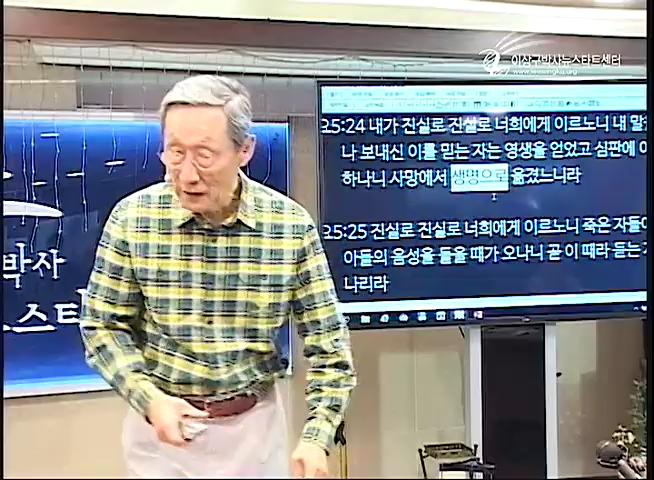 이상구박사뉴스타트센터
25:24 내가 진실로 진실로 너희에게 이르노니 내 말
나 보내신 이를 믿는 자는 영생을 얻었고 심판에 이
하나니 사망에서 생명으로 옮겼느니라
25:25 진실로 진실로 너희에게 이르노니 죽은 자들이
아들의 음성을 들을 때가 오나니 곧 이 때라 듣는
나리라
박사
스타